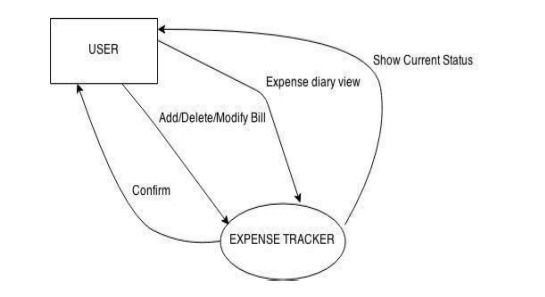 USER
Show Current Status
Expense diary view
Add/Delete/Modify Bill
Confirm
EXPENSE TRACKER